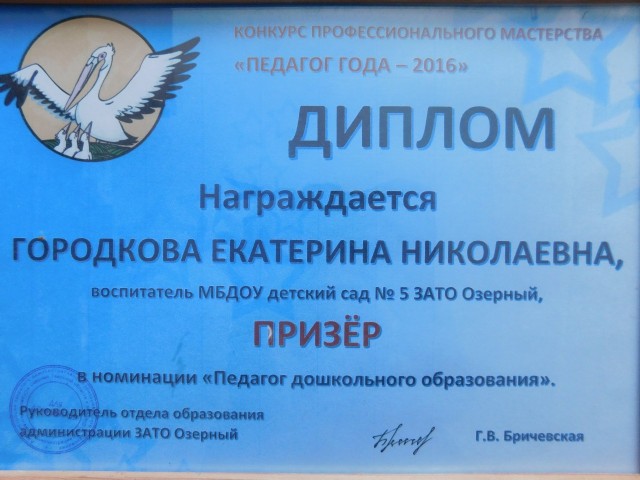 КОНКУРС ПРОФЕССИОНАЛЬНОГО МАСТЕРСТВА
«ПЕДАГОГ ГОДА – 2016»
ДИПЛОМ
Награждается
ГОРОДКОВА ЕКАТЕРИНА НИКОЛАЕВНА,
воспитатель МБДОУ детский сад № 5 ЗАТО Озерный,
ПРИЗЁР
в номинации «Педагог дошкольного образования».
Руководитель отдела образования
администрации ЗАТО Озерный
Г.В. Бричевская